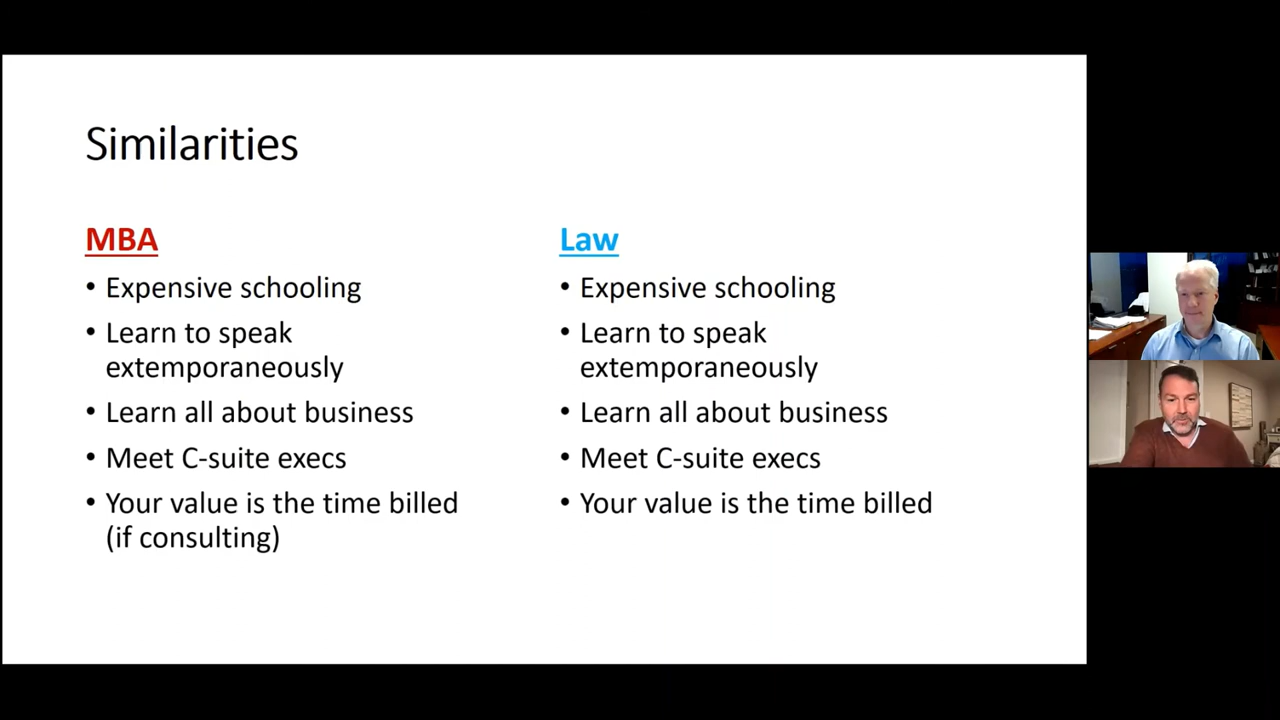 Similarities
MBA
• Expensive schooling
• Learn to speak
extemporaneously
• Learn all about business
• Meet C-suite execs
• Your value is the time billed
(if consulting)
Law
• Expensive schooling
• Learn to speak
extemporaneously
• Learn all about business
• Meet C-suite execs
• Your value is the time billed